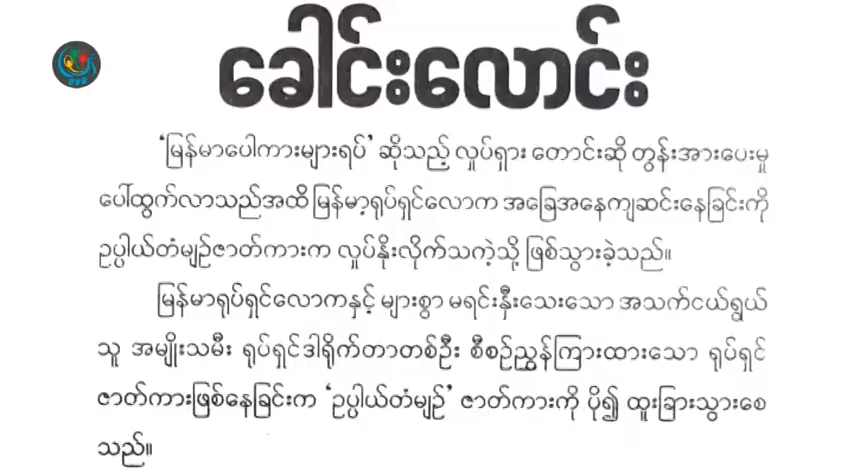 ခေါင်းလောင်း
‘မြန်မာပေါကားများရပ်’ ဆိုသည့် လှုပ်ရှား တောင်းဆို တွန်းအားပေးမှု
ပေါ်ထွက်လာသည်အထိ မြန်မာ့ရုပ်ရှင်လောက အခြေအနေကျဆင်းနေခြင်းကို
ဥပ္ပါယ်တံမျဉ်ဇာတ်ကားက လှုပ်နိုးလိုက်သကဲ့သို့ ဖြစ်သွားခဲ့သည်။
မြန်မာရုပ်ရှင်လောကနှင့် များစွာ မရင်းနှီးသေးသော အသက်ငယ်ရွယ်
သူ အမျိုးသမီး ရုပ်ရှင်ဒါရိုက်တာတစ်ဦး စီစဉ်ညွှန်ကြားထားသော ရုပ်ရှင်
ဇာတ်ကားဖြစ်နေခြင်းက ‘ဥပ္ပါယ်တံမျဉ်’ ဇာတ်ကားကို ပို၍ ထူးခြားသွားစေ
သည်။